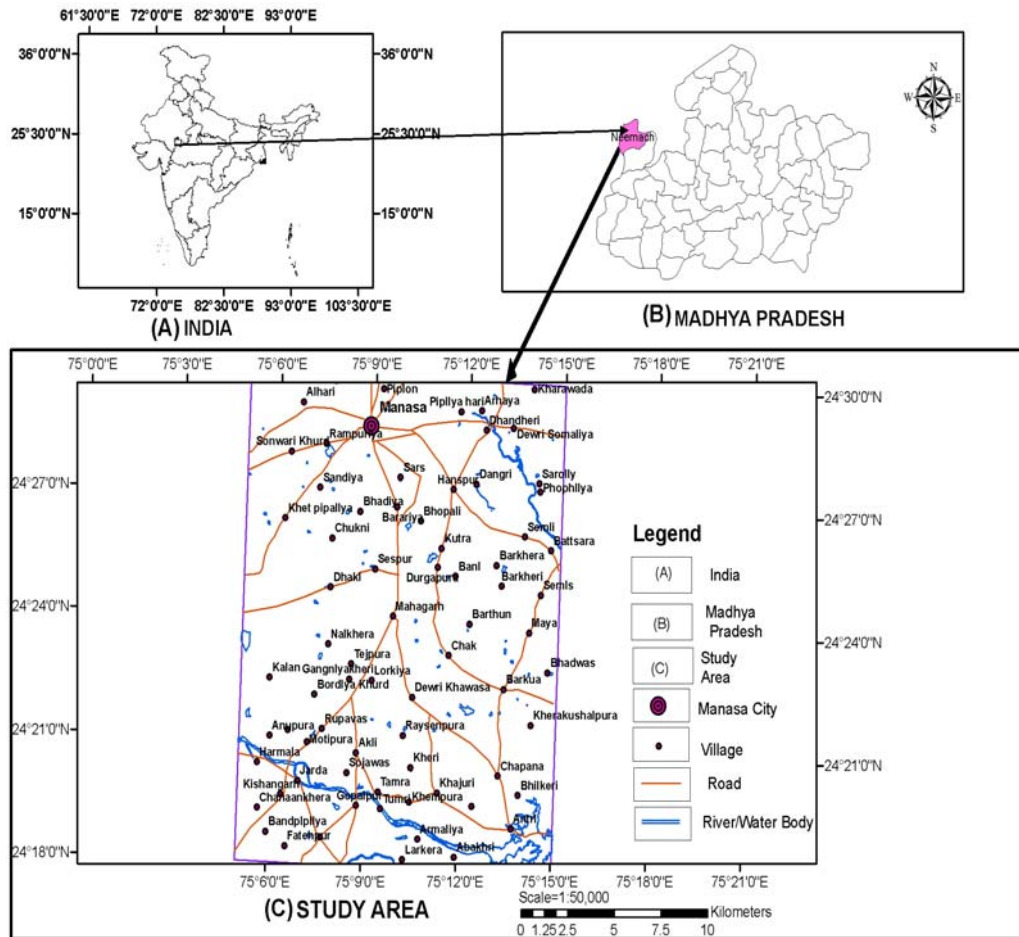 61°30'0"E 72°0'0"E 82°30'0"E 93°0'0"E
36°0'0"N
36°0'0"N
25°30'0"N
25°30'0"N
15°0'0"N
15°0'0"N
72°0'0"E 82°30'0"E 93°0'0"E 103°30'0"E
(A) INDIA
Neemach
N
W E
S
(B) MADHYA PRADESH
75°0'0"E 75°3'0"E 75°6'0"E 75°9'0"E 75°12'0"E 75°15'0"E 75°18'0"E 75°21'0"E
24°30'0"N
24°27'0"N
24°27'0"N
24°24'0"N
24°24'0"N
24°21'0"N
24°21'0"N
24°18'0"N
Alhari
Piplon
Kharawada
Manasa
Pipllya hari
Arhaya
Dhandheri
Dewri Somaliya
Rampuriya
Sonwari Khurd
Sars
Sandiya
Hanspur
Dangri
Sarolly
Phophllya
Khet pipallya
Bhadiya
Barariya
Bhopali
Chukni
Kutra
Semli
Battsara
Sespur
Durgapura
Banl
Barkhera
Barkheri
Dhakl
Semls
Mahagarh
Barthun
Maya
Nalkhera
Tejpura
Chak
Bhadwas
Kalan
Gangnlyakheri
Lorkiya
Bordlya Khurd
Dewri Khawasa
Barkua
Rupavas
Kherakushalpura
Anupura
Motipura
Raysenpura
Harmala
Akli
Sojawas
Kheri
Chapana
Jarda
Kishangarh
Tamra
Khajuri
Bhilkeri
Chanaankhera
Gopalpur
Tumri
Khempura
Bandplpllya
Fatehpur
Antri
Armaliya
Larkera
Abakhri
Legend
(A) India
(B) Madhya
Pradesh
(C) Study
Area
Manasa City
Village
Road
River/Water Body
75°6'0"E 75°9'0"E 75°12'0"E 75°15'0"E 75°18'0"E 75°21'0"E
(C) STUDY AREA
Scale=1:50,000
Kilometers
0 1.25 2.5 5 7.5 10